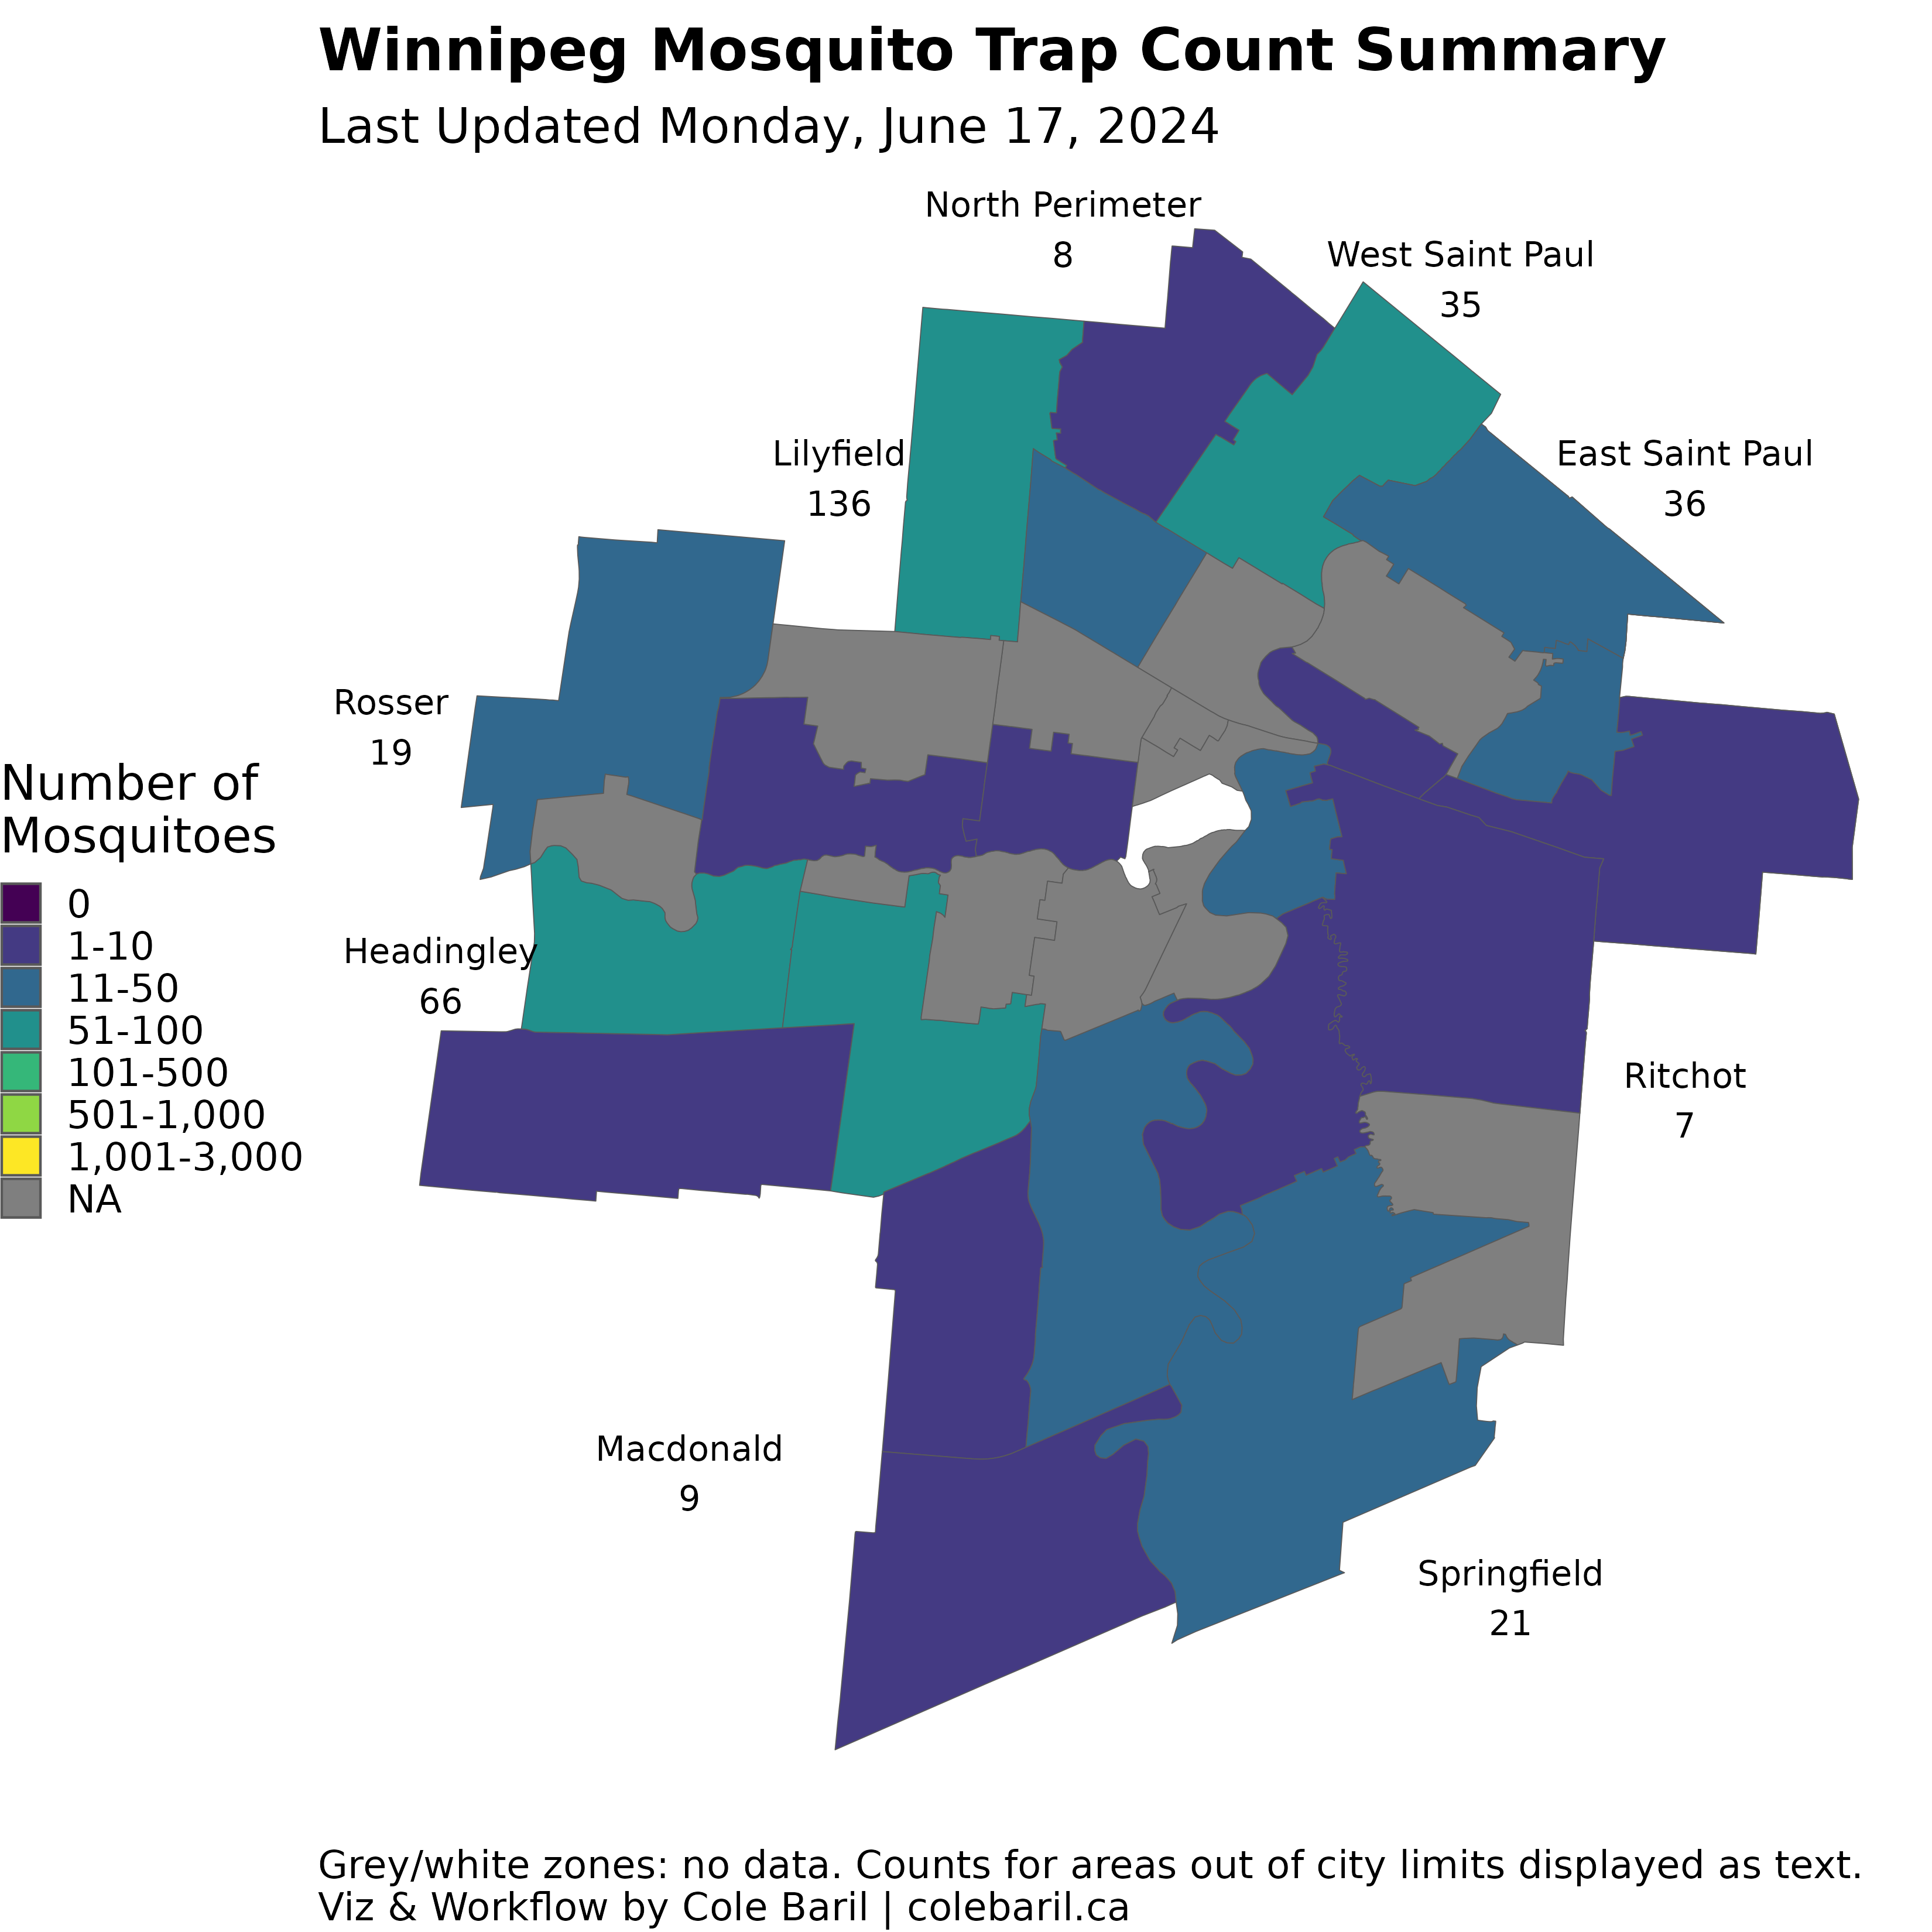 Winnipeg Mosquito Trap Count Summary
Last Updated Monday, June 17, 2024
North Perimeter
8
West Saint Paul
35
Lilyfield
136
East Saint Paul
36
Rosser
19
Headingley
66
Ritchot
7
Macdonald
9
Springfield
21
Number of
Mosquitoes
0
1-10
11-50
51-100
101-500
501-1,000
1,001-3,000
NA
Grey/white zones: no data. Counts for areas out of city limits displayed as text.
Viz & Workflow by Cole Baril | colebaril.ca